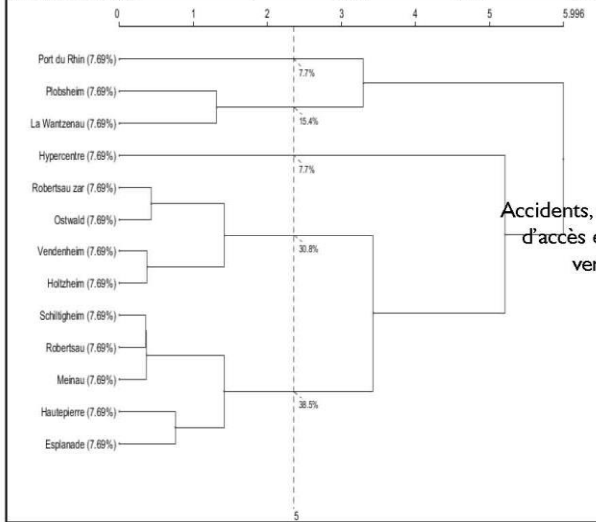 0 1 2 3 3 5 5.996
Port du Rhin (7.69%)
7.7%
Plobsheim (7.69%)
15.4%
La Wantzenau (7.69%)
Hypercentre (7.69%)
7.7%
Robertsau zar (7.69%)
Accidents,
Ostwald (7.69%)
d'accès e
30.8%
Vendenheim (7.69%)
ver
Holtzheim (7.69%)
Schiltigheim (7.69%)
Robertsau (7.69%)
Meinau (7.69%)
38.5%
Hautepierre (7.69%)
Esplanade (7.69%)
5